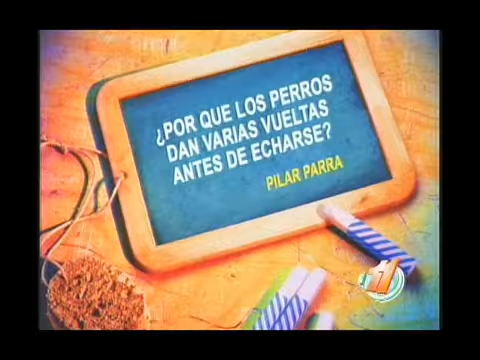 ¿POR QUE LOS PERROS
DAN VARIAS VUELTAS
ANTES DE ECHARSE?
PILAR PARRA